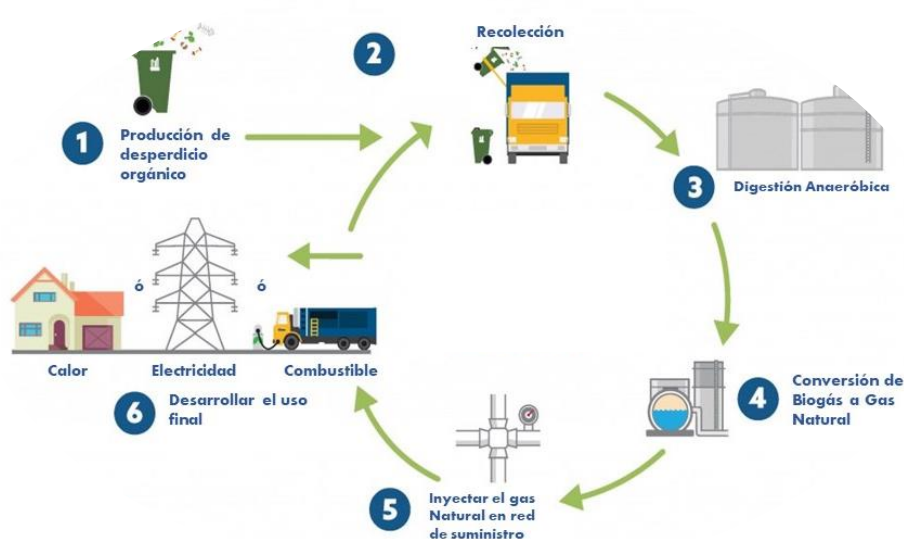 1
Producción de
desperdicio
orgánico
2
Recolección
3
Digestión Anaeróbica
4
Conversión de
Biogás a Gas
Natural
5
Inyectar el gas
Natural en red
de suministro
ó
ó
Calor
Electricidad
Combustible
6
Desarrollar el uso
final